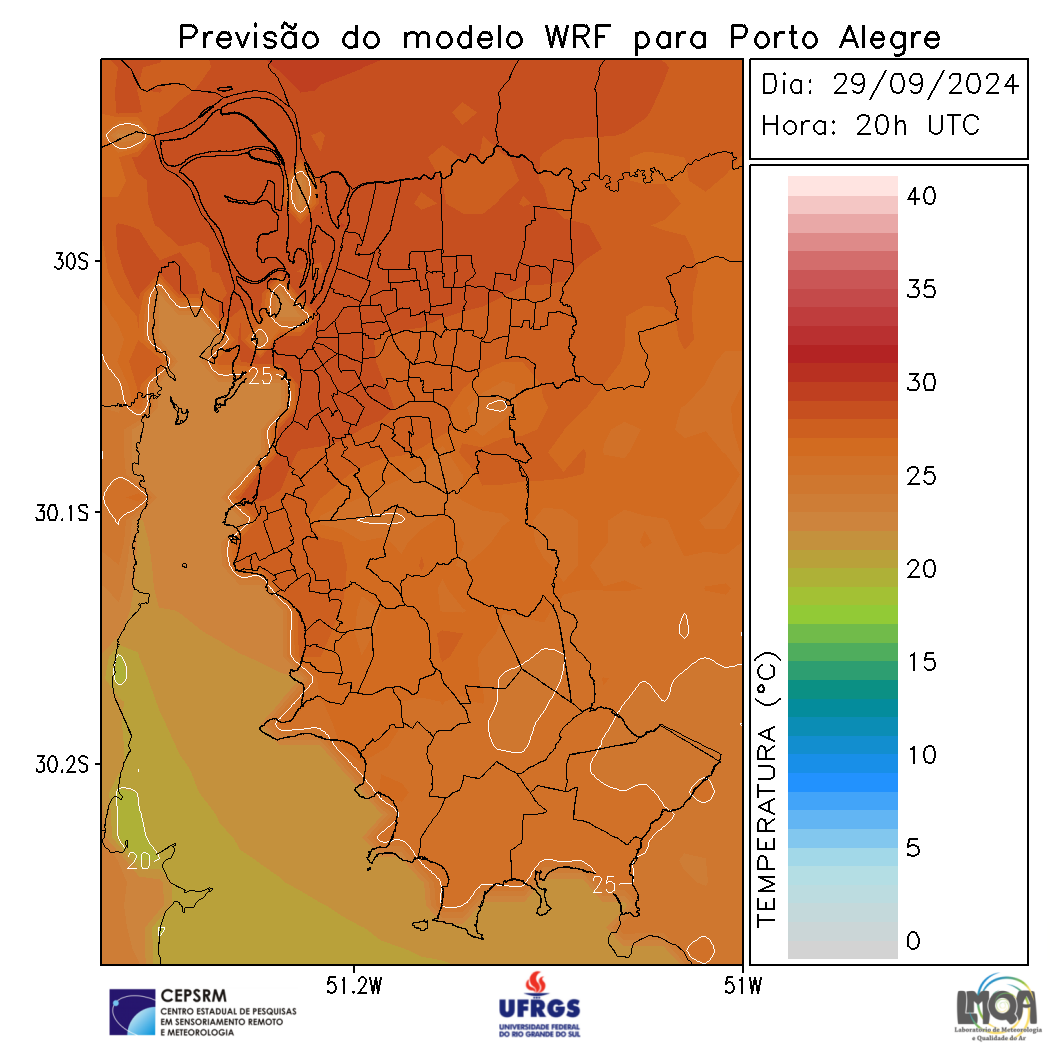 Previsão do modelo WRF para Porto Alegre
Dia: 29/09/2024
Hora: 20h UTC
40
35
30
25
20
15
10
5
0
TEMPERATURA (°C)
30S
30.1S
30.2S
51.2W
51W
25
20
25
CEPSRM
CENTRO ESTADUAL DE PESQUISAS
EM SENSORIAMENTO REMOTO
E METEOROLOGIA
UFRGS
UNIVERSIDADE FEDERAL
DO RIO GRANDE DO SUL
LMQA
Laboratório de Meteorologia
e Qualidade do Ar